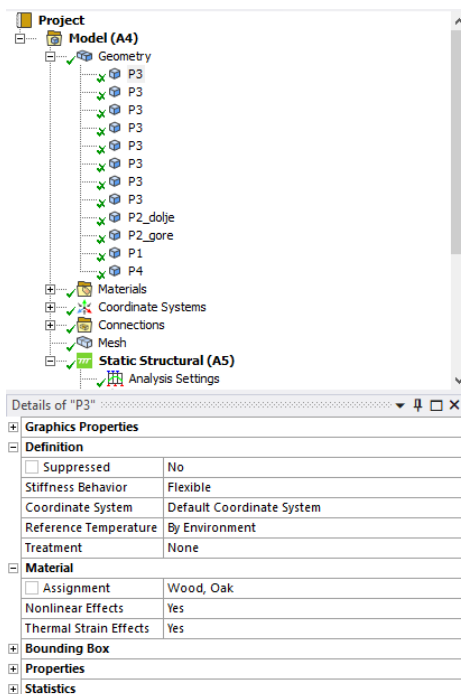 Project
Model (A4)
Geometry
P3
P3
P3
P3
P3
P3
P3
P3
P2_dolje
P2_gore
P1
P4
Materials
Coordinate Systems
Connections
Mesh
Static Structural (A5)
Analysis Settings
Details of "P3"
Graphics Properties
Definition
Suppressed No
Stiffness Behavior Flexible
Coordinate System Default Coordinate System
Reference Temperature By Environment
Treatment None
Material
Assignment Wood, Oak
Nonlinear Effects Yes
Thermal Strain Effects Yes
Bounding Box
Properties
Statistics